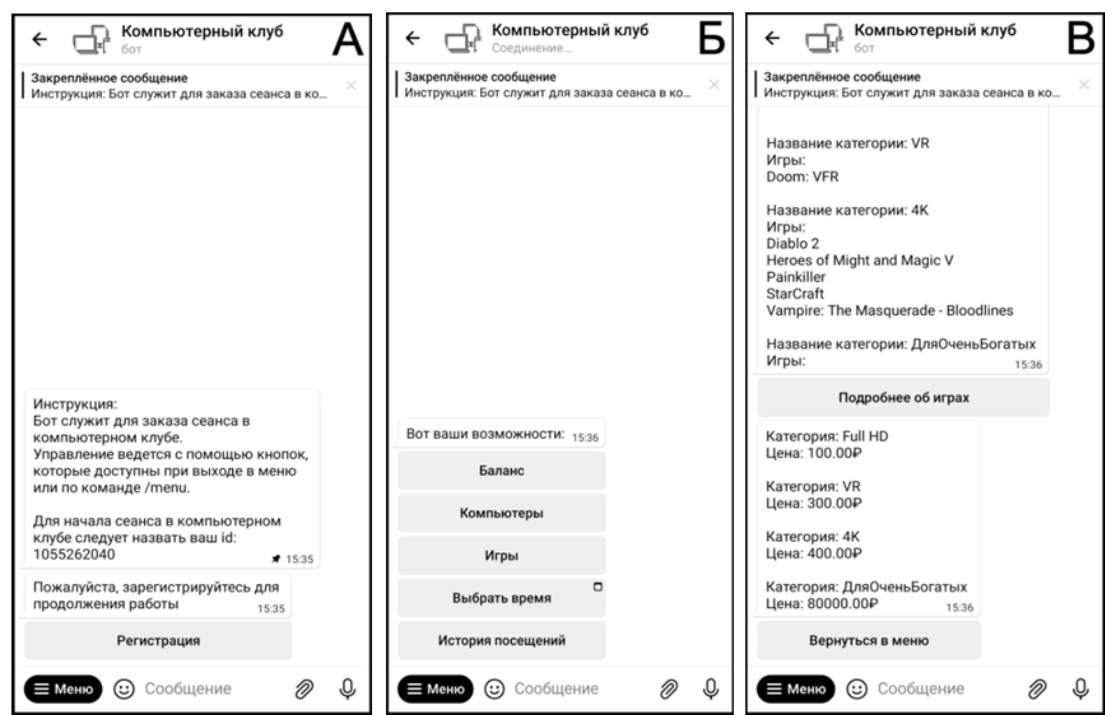 Компьютерный клуб
бот
А
Закреплённое сообщение
Инструкция: Бот служит для заказа сеанса в ко...
Инструкция:
Бот служит для заказа сеанса в
компьютерном клубе.
Управление ведется с помощью кнопок,
которые доступны при выходе в меню
или по команде /menu.
Для начала сеанса в компьютерном
клубе следует назвать ваш id:
1055262040
15:35
Пожалуйста, зарегистрируйтесь для
продолжения работы
15:35
Регистрация
Меню
Сообщение
Компьютерный клуб
Соединение...
Б
Закреплённое сообщение
Инструкция: Бот служит для заказа сеанса в ко...
Вот ваши возможности: 15:36
Баланс
Компьютеры
Игры
Выбрать время
История посещений
Меню
Сообщение
Компьютерный клуб
бот
В
Закреплённое сообщение
Инструкция: Бот служит для заказа сеанса в ко...
Название категории: VR
Игры:
Doom: VFR
Название категории: 4K
Игры:
Diablo 2
Heroes of Might and Magic V
Painkiller
StarCraft
Vampire: The Masquerade - Bloodlines
Название категории: ДляОченьБогатых
Игры:
15:36
Подробнее об играх
Категория: Full HD
Цена: 100.00₽
Категория: VR
Цена: 300.00₽
Категория: 4K
Цена: 400.00₽
Категория: ДляОченьБогатых
Цена: 80000.00₽
15:36
Вернуться в меню
Меню
Сообщение